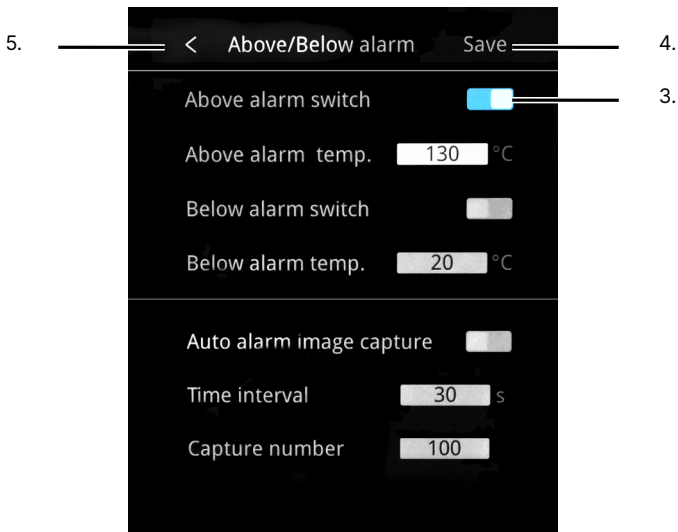 5. < Above/Below alarm Save 4.
Above alarm switch 3.
Above alarm temp. 130 °C
Below alarm switch
Below alarm temp. 20 °C
Auto alarm image capture
Time interval 30 s
Capture number 100